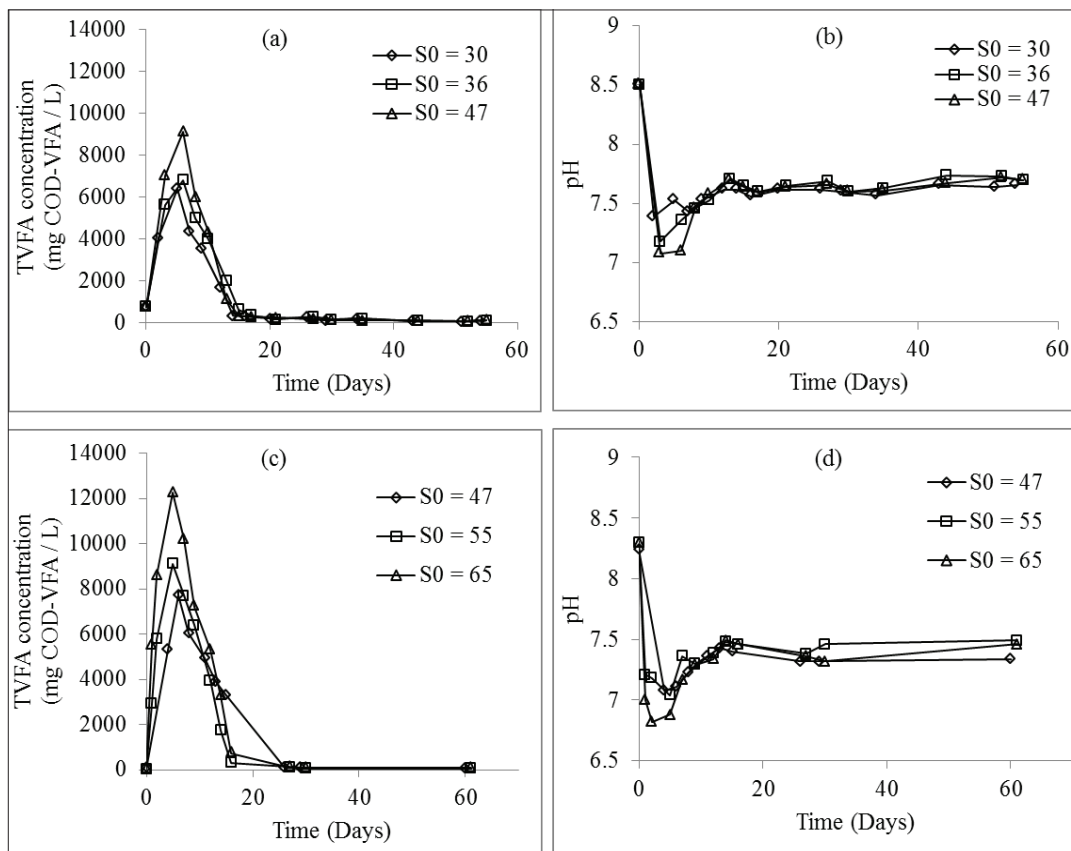 (a)
TVFA concentration
(mg COD-VFA / L)
14000
12000
10000
8000
6000
4000
2000
0
S0 = 30
S0 = 36
S0 = 47
0 20 40 60
Time (Days)
(b)
pH
9
8.5
8
7.5
7
6.5
S0 = 30
S0 = 36
S0 = 47
0 20 40 60
Time (Days)
(c)
TVFA concentration
(mg COD-VFA / L)
14000
12000
10000
8000
6000
4000
2000
0
S0 = 47
S0 = 55
S0 = 65
0 20 40 60
Time (Days)
(d)
pH
9
8.5
8
7.5
7
6.5
S0 = 47
S0 = 55
S0 = 65
0 20 40 60
Time (Days)